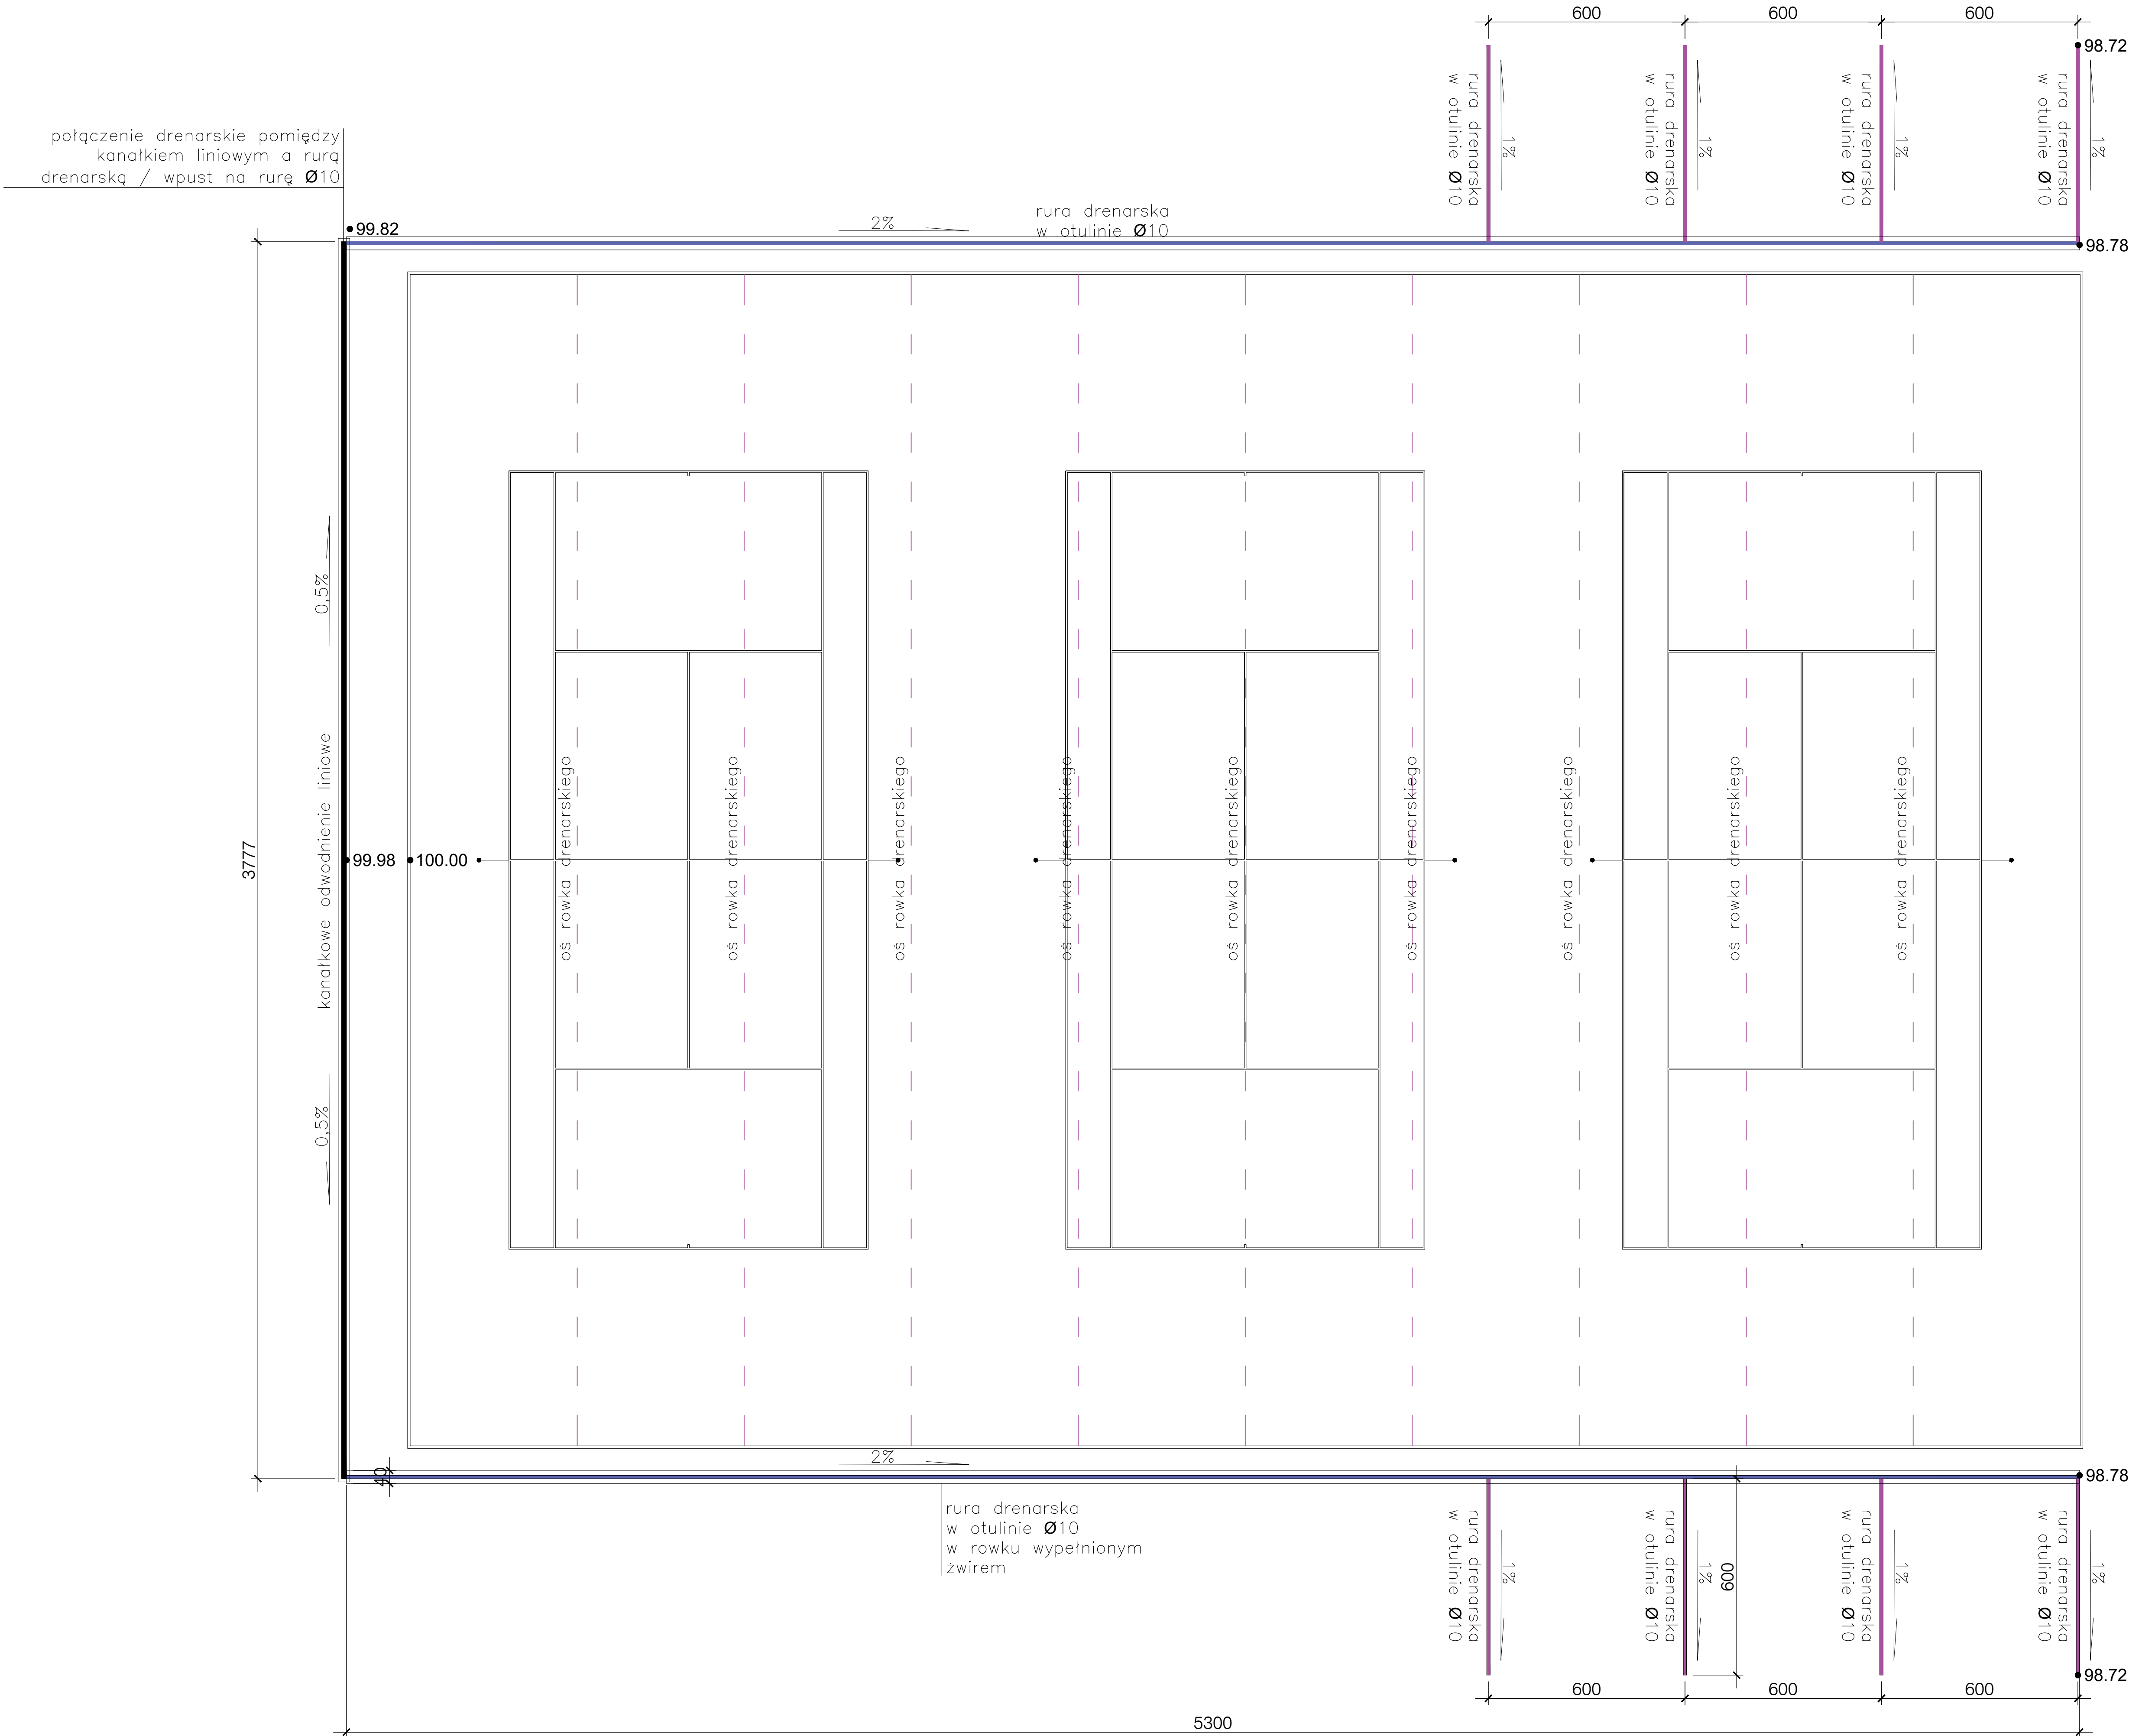 600
600
600
98.72
rura drenarska
w otulinie Ø10
1%
rura drenarska
w otulinie Ø10
1%
rura drenarska
w otulinie Ø10
1%
rura drenarska
w otulinie Ø10
1%
połączenie drenarskie pomiędzy
kanałkiem liniowym a rurą
drenarską / wpust na rurę Ø10
99.82
2%
rura drenarska
w otulinie Ø10
98.78
0,5%
kanałkowe odwodnienie liniowe
0,5%
3777
99.98
100.00
oś rowka drenarskiego
oś rowka drenarskiego
oś rowka drenarskiego
oś rowka drenarskiego
oś rowka drenarskiego
oś rowka drenarskiego
oś rowka drenarskiego
oś rowka drenarskiego
oś rowka drenarskiego
2%
40
98.78
rura drenarska
w otulinie Ø10
w rowku wypełnionym
żwirem
rura drenarska
w otulinie Ø10
1%
rura drenarska
w otulinie Ø10
1%
600
rura drenarska
w otulinie Ø10
1%
rura drenarska
w otulinie Ø10
1%
98.72
600
600
600
5300